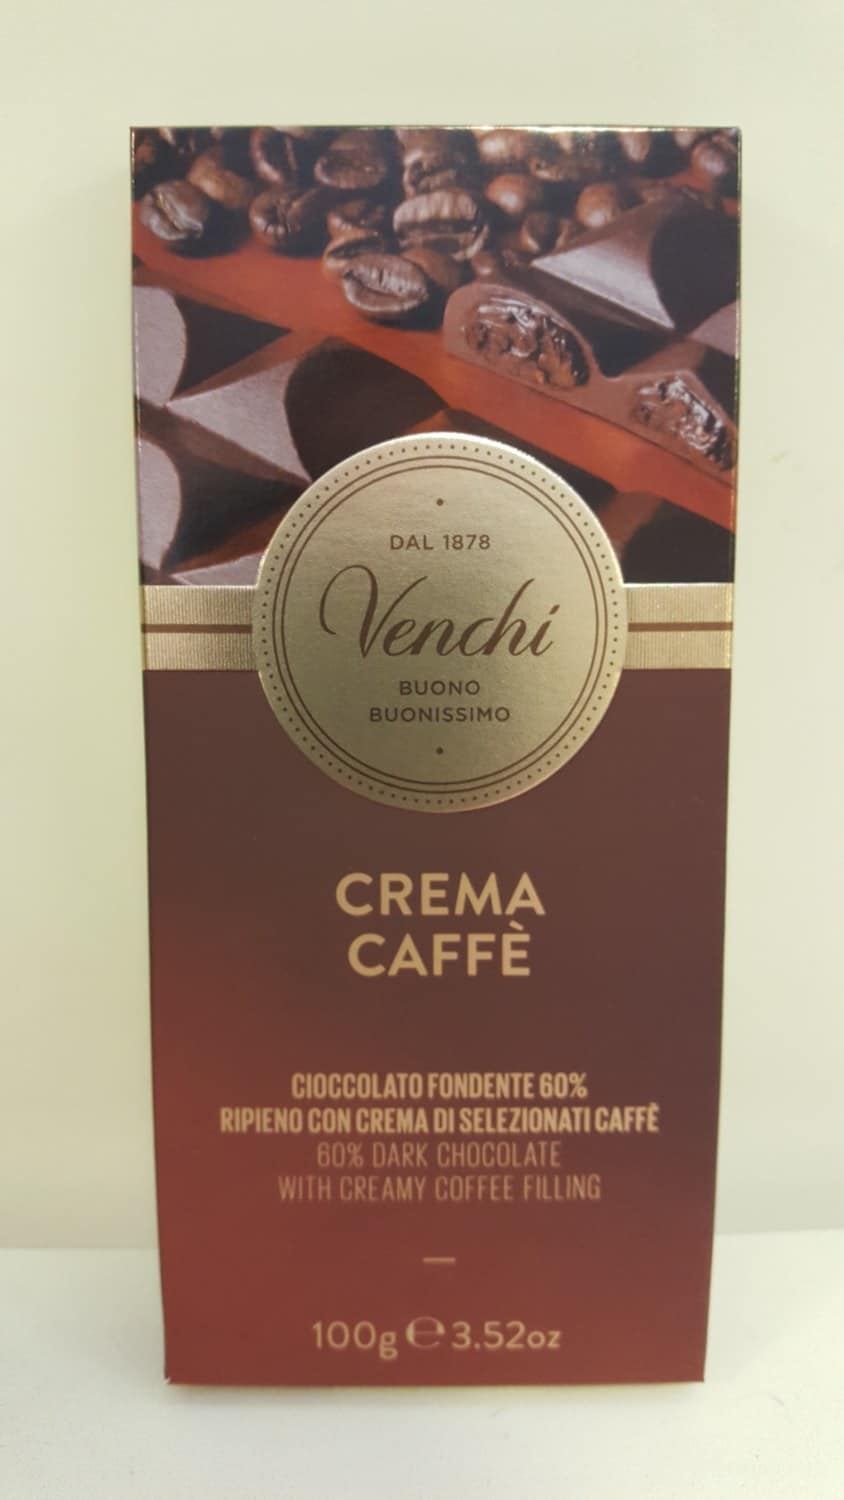 DAL 1878
Venchi
BUONO
BUONISSIMO
CREMA
CAFFÈ
CIOCCOLATO FONDENTE 60%
RIPIENO CON CREMA DI SELEZIONATI CAFFÈ
60% DARK CHOCOLATE
WITH CREAMY COFFEE FILLING
100g ℮ 3.52oz